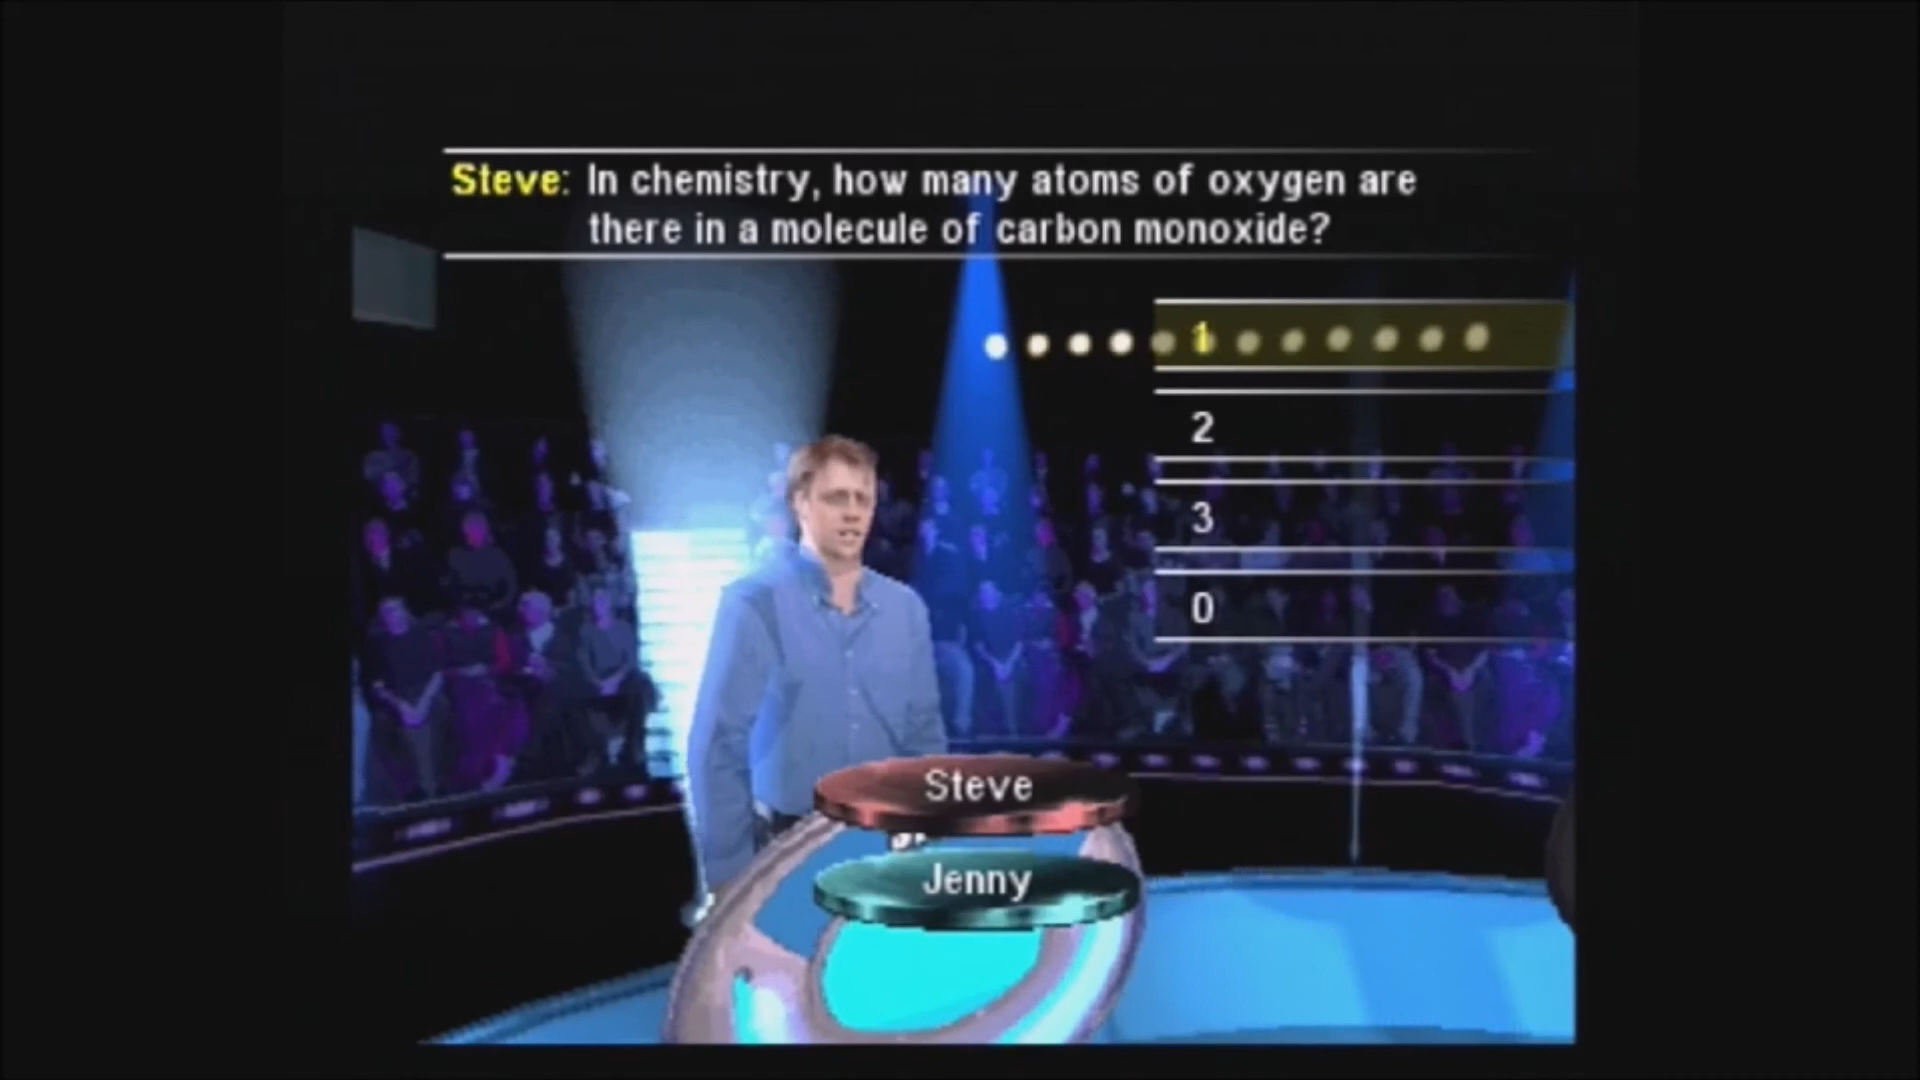 Steve: In chemistry, how many atoms of oxygen are
there in a molecule of carbon monoxide?
1
2
3
0
Steve
Jenny